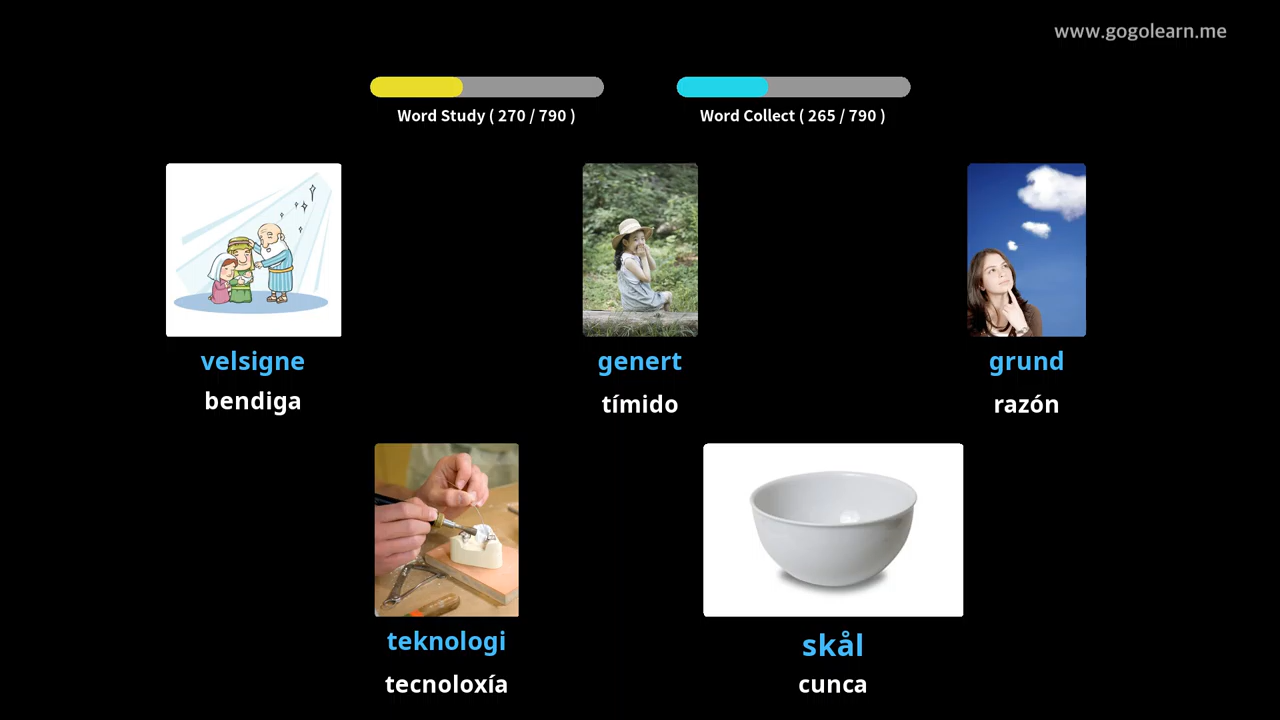 www.gogolearn.me
Word Study ( 270 / 790 )
Word Collect ( 265 / 790 )
velsigne
bendiga
genert
tímido
grund
razón
teknologi
tecnoloxía
skål
cunca